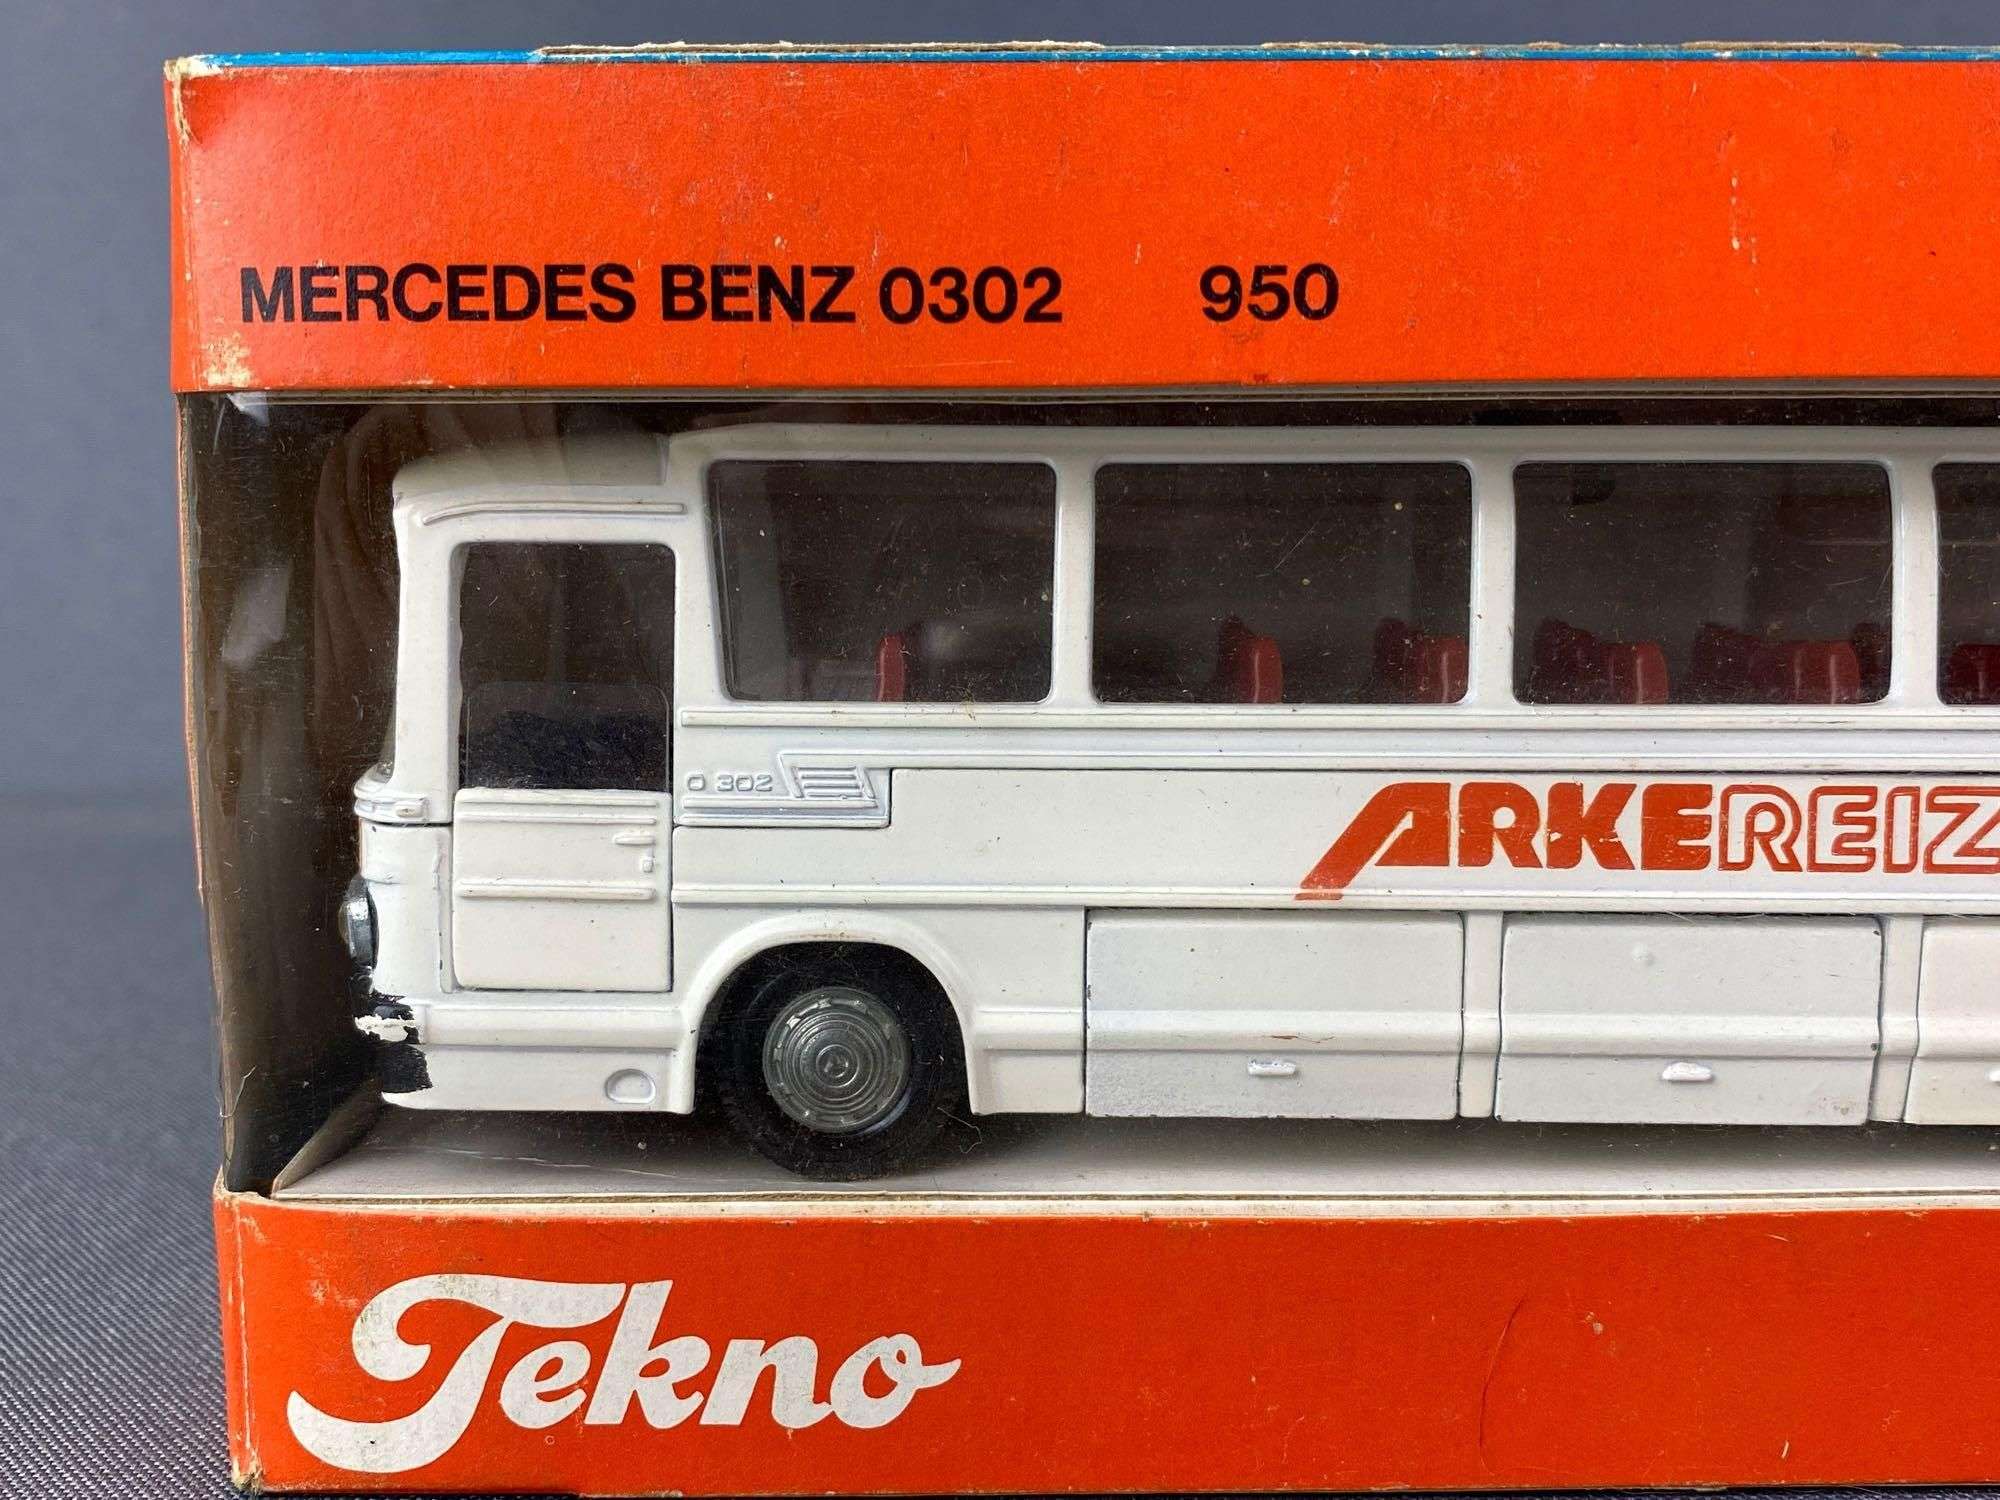 MERCEDES BENZ 0302 950
O 302
ARKEREIZ
Tekno